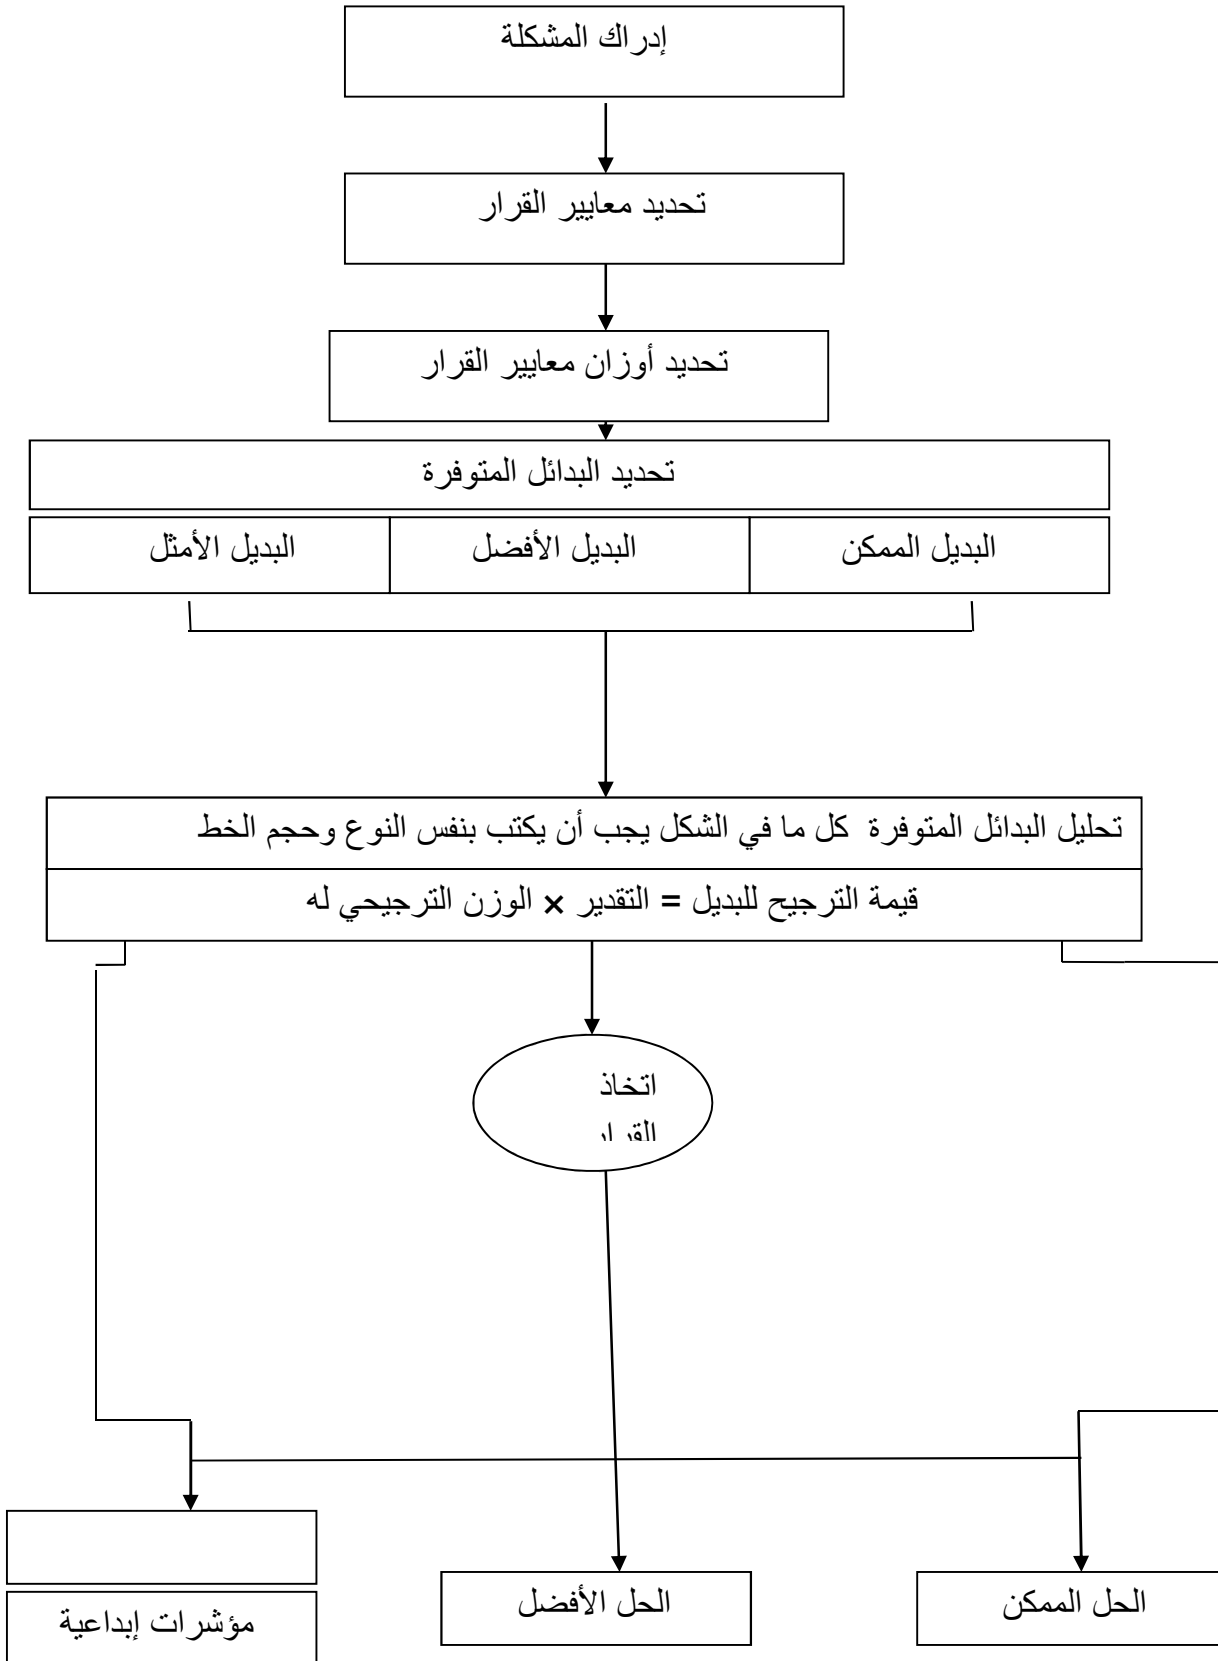 إدراك المشكلة
تحديد معايير القرار
تحديد أوزان معايير القرار
تحديد البدائل المتوفرة
البديل الممكن
البديل الأفضل
البديل الأمثل
تحليل البدائل المتوفرة كل ما في الشكل يجب أن يكتب بنفس النوع وحجم الخط
قيمة الترجيح للبديل = التقدير × الوزن الترجيحي له
اتخاذ
القرار
الحل الممكن
الحل الأفضل
مؤشرات إبداعية